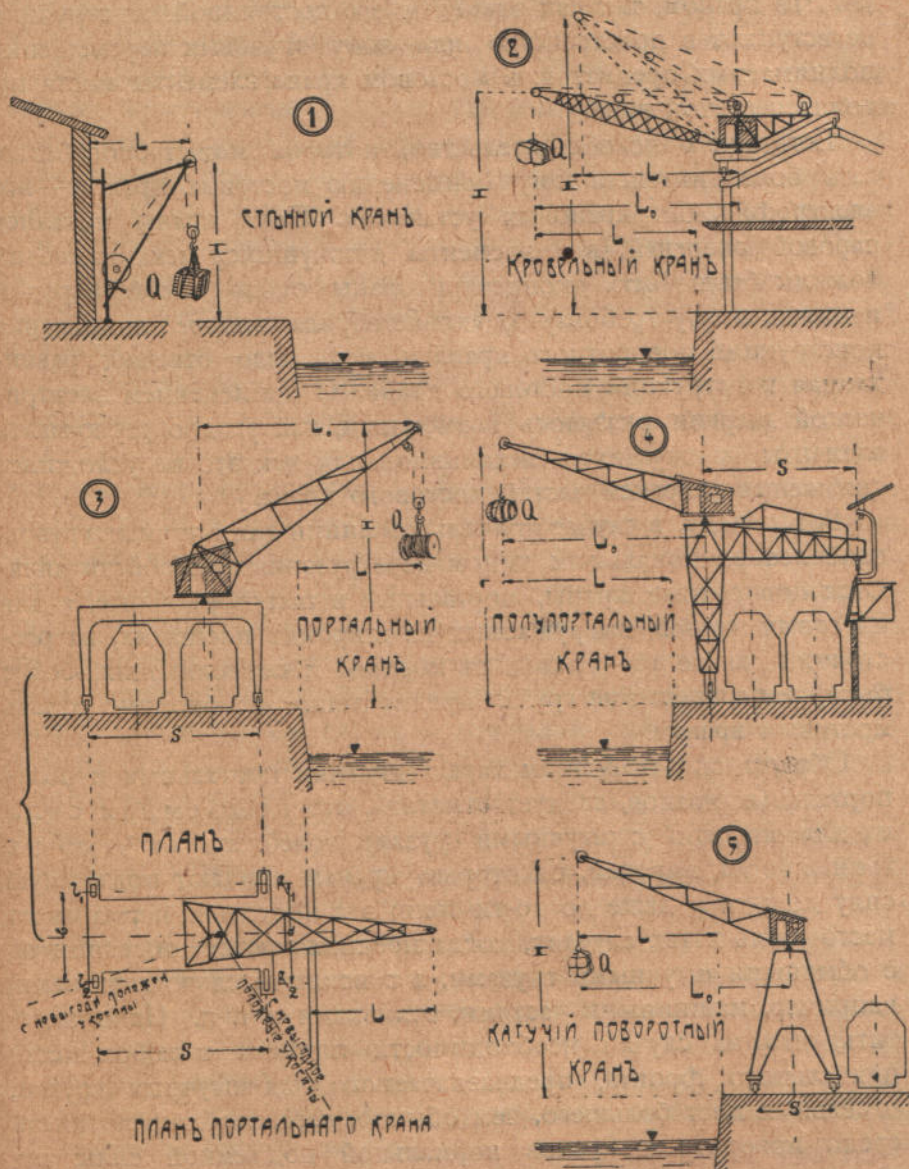 1
L
H
Q
СТѢННОЙ КРАНЪ
2
Q
H
H
L₁
L₀
L
КРОВЕЛЬНЫЙ КРАНЪ
3
L₀
H
Q
L
ПОРТАЛЬНЫЙ
КРАНЪ
S
4
S
Q
L₀
L
ПОЛУПОРТАЛЬНЫЙ
КРАНЪ
ПЛАНЪ
L
S
ПЛАНЪ ПОРТАЛЬНАГО КРАНА
5
H
L
Q
L₀
КАТУЧІЙ ПОВОРОТНЫЙ
КРАНЪ
S